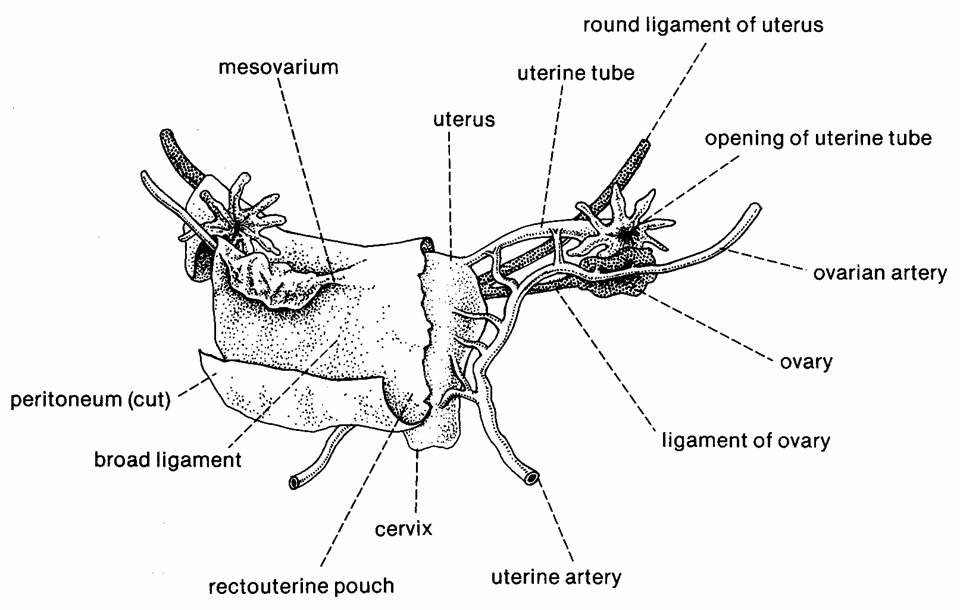 round ligament of uterus
mesovarium
uterine tube
uterus
opening of uterine tube
ovarian artery
ovary
peritoneum (cut)
ligament of ovary
broad ligament
cervix
rectouterine pouch
uterine artery